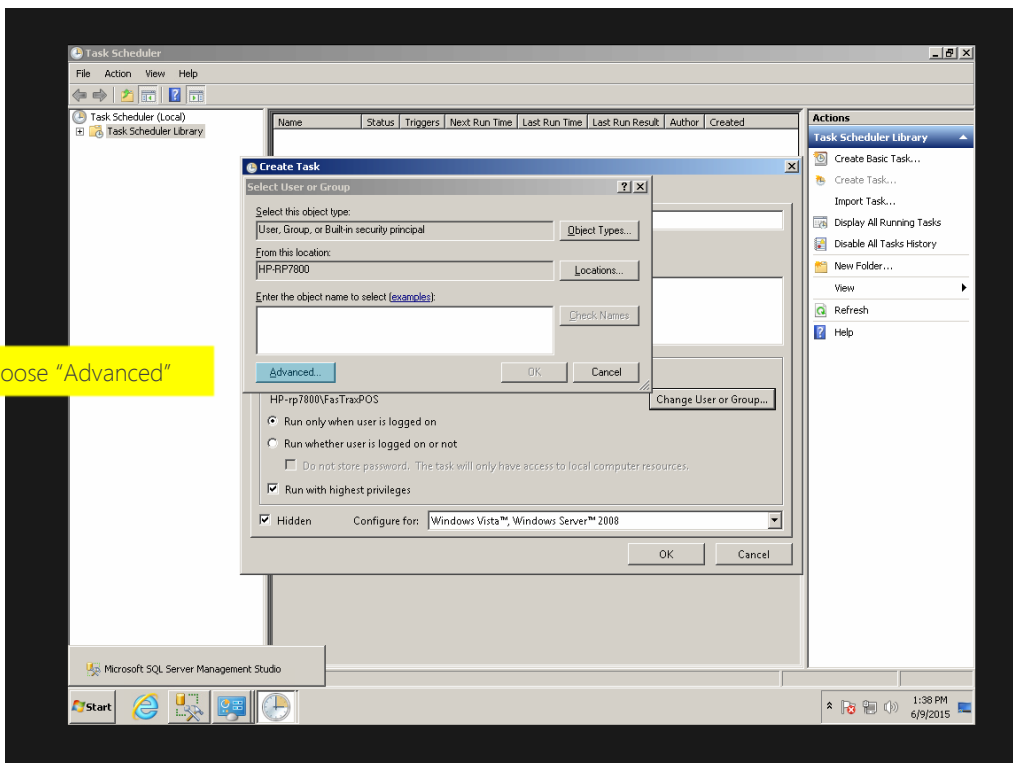 Task Scheduler
File Action View Help
Task Scheduler (Local)
Task Scheduler Library
Name Status Triggers Next Run Time Last Run Time Last Run Result Author Created
Actions
Task Scheduler Library
Create Basic Task...
Create Task...
Import Task...
Display All Running Tasks
Disable All Tasks History
New Folder...
View
Refresh
Help
Create Task
Select User or Group
Select this object type:
User, Group, or Built-in security principal
Object Types...
From this location:
HP-RP7800
Locations...
Enter the object name to select (examples):
Check Names
Advanced...
OK
Cancel
oose “Advanced”
HP-rp7800\FasTraxPOS
Change User or Group...
Run only when user is logged on
Run whether user is logged on or not
Do not store password. The task will only have access to local computer resources.
Run with highest privileges
Hidden
Configure for: Windows Vista™, Windows Server™ 2008
OK
Cancel
Microsoft SQL Server Management Studio
Start
1:38 PM
6/9/2015